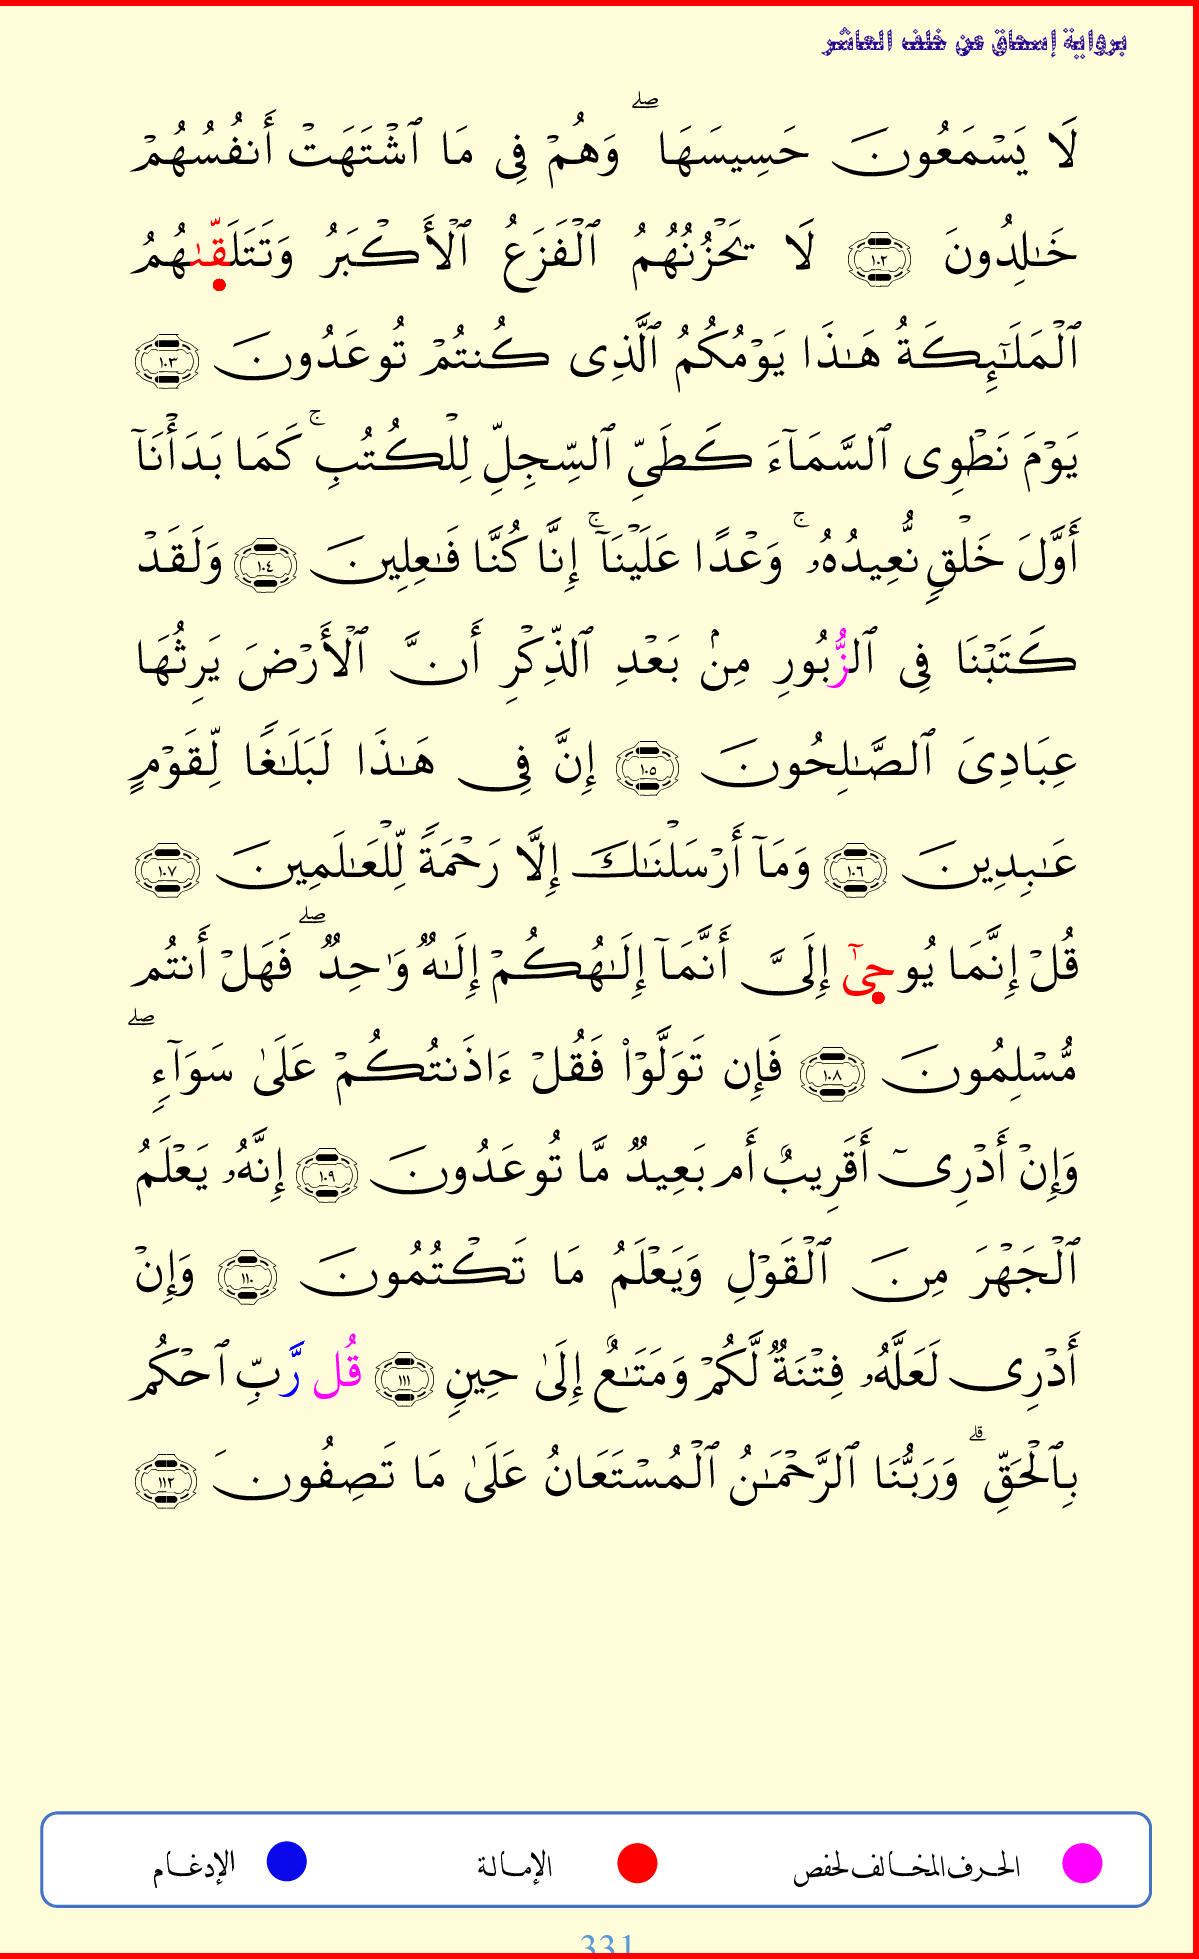 برواية إسحاق عن خلف العاشر
لَا يَسْمَعُونَ حَسِيسَهَا ۖ وَهُمْ فِى مَا ٱشْتَهَتْ أَنفُسُهُمْ
خَـٰلِدُونَ ١٠٢ لَا يَحْزُنُهُمُ ٱلْفَزَعُ ٱلْأَكْبَرُ وَتَتَلَقَّىٰهُمُ
ٱلْمَلَـٰٓئِكَةُ هَـٰذَا يَوْمُكُمُ ٱلَّذِى كُنتُمْ تُوعَدُونَ ١٠٣
يَوْمَ نَطْوِى ٱلسَّمَآءَ كَطَىِّ ٱلسِّجِلِّ لِلْكُتُبِ ۚ كَمَا بَدَأْنَآ
أَوَّلَ خَلْقٍ نُّعِيدُهُۥ ۚ وَعْدًا عَلَيْنَآ ۚ إِنَّا كُنَّا فَـٰعِلِينَ ١٠٤ وَلَقَدْ
كَتَبْنَا فِى ٱلزُّبُورِ مِنۢ بَعْدِ ٱلذِّكْرِ أَنَّ ٱلْأَرْضَ يَرِثُهَا
عِبَادِىَ ٱلصَّـٰلِحُونَ ١٠٥ إِنَّ فِى هَـٰذَا لَبَلَـٰغًا لِّقَوْمٍ
عَـٰبِدِينَ ١٠٦ وَمَآ أَرْسَلْنَـٰكَ إِلَّا رَحْمَةً لِّلْعَـٰلَمِينَ ١٠٧
قُلْ إِنَّمَا يُوحَىٰٓ إِلَىَّ أَنَّمَآ إِلَـٰهُكُمْ إِلَـٰهٌ وَٰحِدٌ ۖ فَهَلْ أَنتُم
مُّسْلِمُونَ ١٠٨ فَإِن تَوَلَّوْا۟ فَقُلْ ءَاذَنتُكُمْ عَلَىٰ سَوَآءٍ ۖ
وَإِنْ أَدْرِىٓ أَقَرِيبٌ أَم بَعِيدٌ مَّا تُوعَدُونَ ١٠٩ إِنَّهُۥ يَعْلَمُ
ٱلْجَهْرَ مِنَ ٱلْقَوْلِ وَيَعْلَمُ مَا تَكْتُمُونَ ١١٠ وَإِنْ
أَدْرِى لَعَلَّهُۥ فِتْنَةٌ لَّكُمْ وَمَتَـٰعٌ إِلَىٰ حِينٍ ١١١ قُل رَّبِّ ٱحْكُم
بِٱلْحَقِّ ۗ وَرَبُّنَا ٱلرَّحْمَـٰنُ ٱلْمُسْتَعَانُ عَلَىٰ مَا تَصِفُونَ ١١٢
الحرف المخالف لحفص الإمالة الإدغام
331